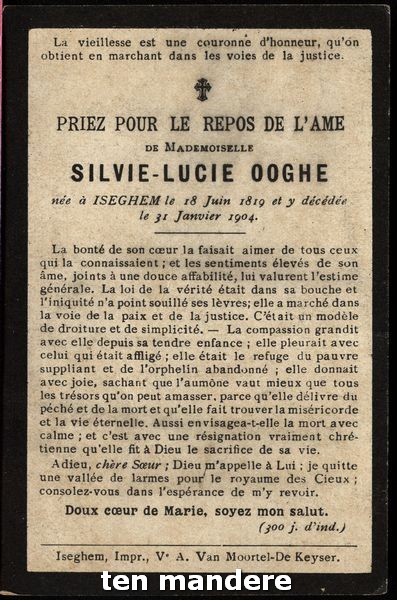 La vieillesse est une couronne d'honneur, qu'on
obtient en marchant dans les voies de la justice.
PRIEZ POUR LE REPOS DE L'AME
DE MADEMOISELLE
SILVIE-LUCIE OOGHE
née à ISEGHEM le 18 Juin 1819 et y décédée
le 31 Janvier 1904.
La bonté de son cœur la faisait aimer de tous ceux
qui la connaissaient; et les sentiments élevés de son
âme, joints à une douce affabilité, lui valurent l'estime
générale. La loi de la vérité était dans sa bouche et
l'iniquité n'a point souillé ses lèvres; elle a marché dans
la voie de la paix et de la justice. C'était un modèle
de droiture et de simplicité. — La compassion grandit
avec elle depuis sa tendre enfance; elle pleurait avec
celui qui était affligé; elle était le refuge du pauvre
suppliant et de l'orphelin abandonné; elle donnait
avec joie, sachant que l'aumône vaut mieux que tous
les trésors qu'on peut amasser, parce qu'elle délivre du
péché et de la mort et qu'elle fait trouver la miséricorde
et la vie éternelle. Aussi envisagea-t-elle la mort avec
calme; et c'est avec une résignation vraiment chré-
tienne qu'elle fit à Dieu le sacrifice de sa vie.
Adieu, chère Sœur; Dieu m'appelle à Lui; je quitte
une vallée de larmes pour le royaume des Cieux;
consolez-vous dans l'espérance de m'y revoir.
Doux cœur de Marie, soyez mon salut.
(300 j. d'ind.)
Iseghem, Impr., Vᵉ A. Van Moortel-De Keyser.
ten mandere